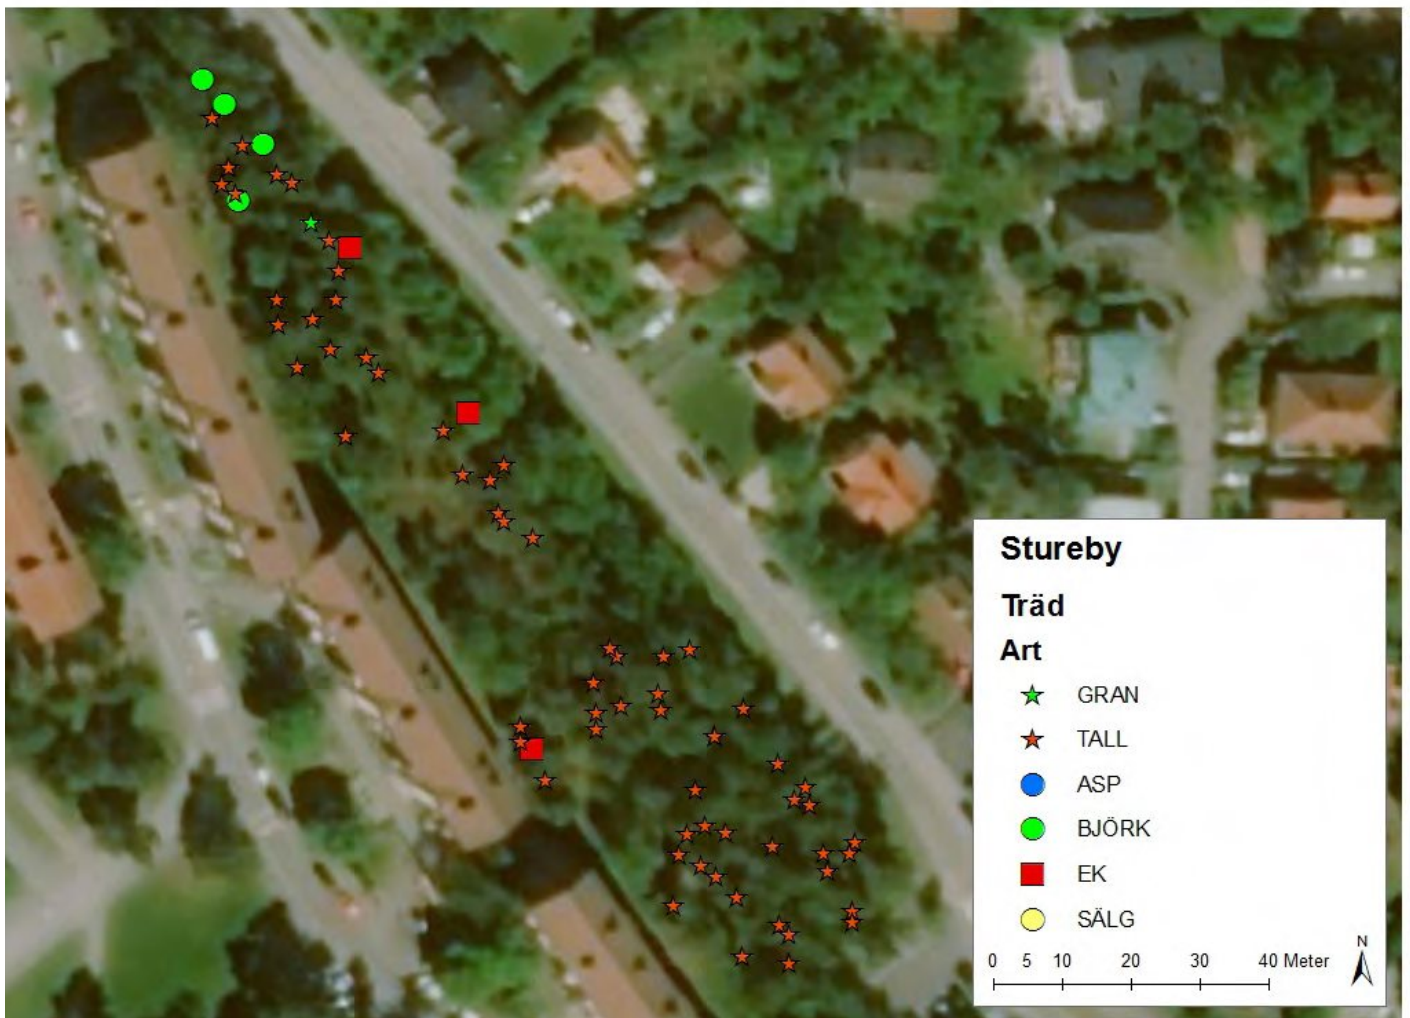 Stureby
Träd
Art
GRAN
TALL
ASP
BJÖRK
EK
SÄLG
0 5 10 20 30 40 Meter
N